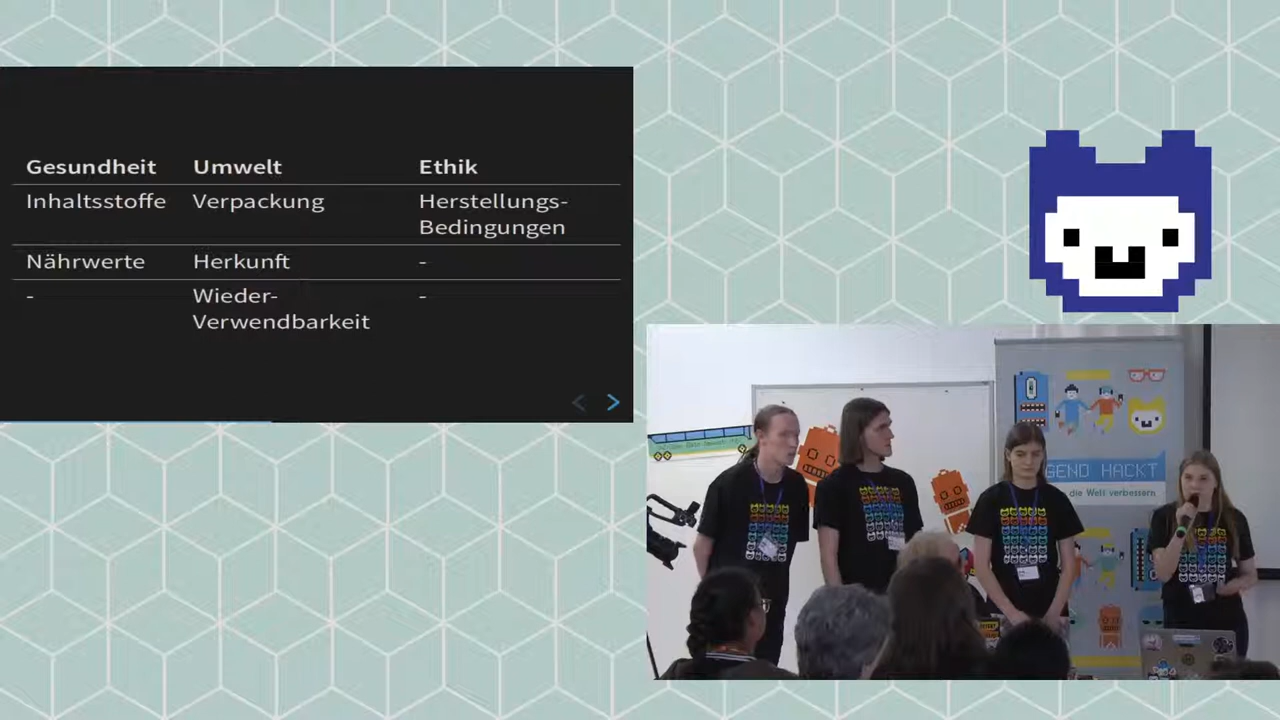 Gesundheit Umwelt Ethik
Inhaltsstoffe Verpackung Herstellungs-
Bedingungen
Nährwerte Herkunft -
- Wieder- -
Verwendbarkeit
GEND HACKT
die Welt verbessern